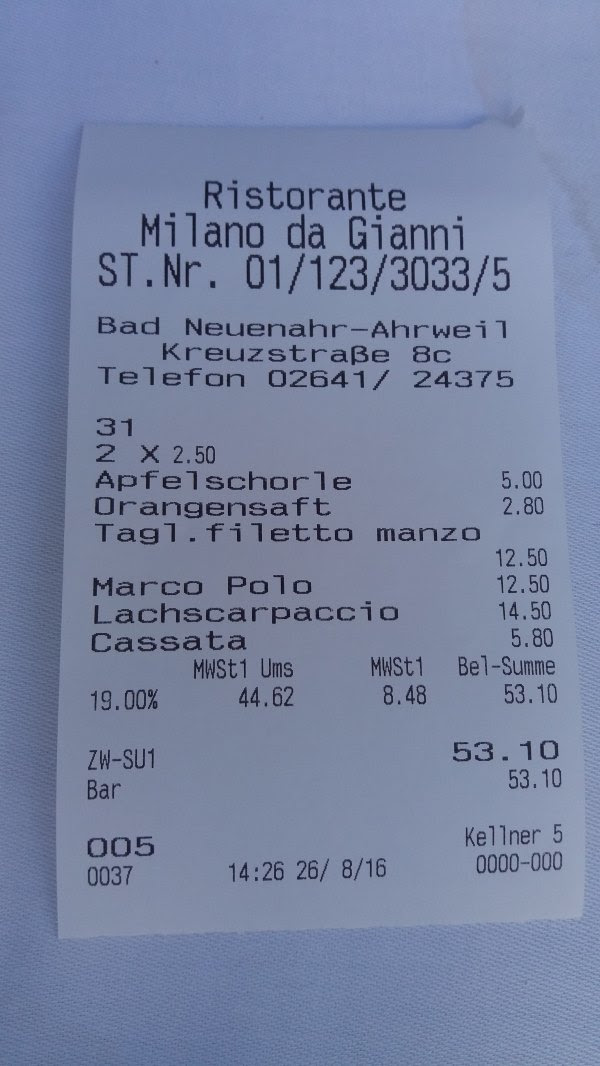 Ristorante
Milano da Gianni
ST.Nr. 01/123/3033/5
Bad Neuenahr-Ahrweil
Kreuzstraße 8c
Telefon 02641/ 24375
31
2 X 2.50
Apfelschorle 5.00
Orangensaft 2.80
Tagl.filetto manzo
12.50
Marco Polo 12.50
Lachscarpaccio 14.50
Cassata 5.80
MWSt1 Ums MWSt1 Bel-Summe
19.00% 44.62 8.48 53.10
ZW-SU1 53.10
Bar 53.10
005 Kellner 5
0037 14:26 26/ 8/16 0000-000